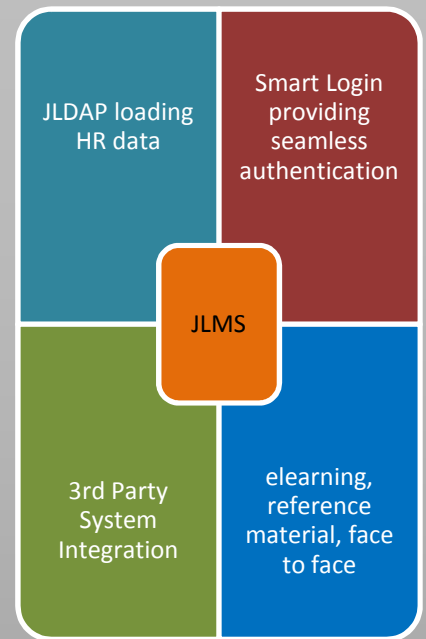 JLDAP loading
HR data
Smart Login
providing
seamless
authentication
JLMS
3rd Party
System
Integration
elearning,
reference
material, face
to face